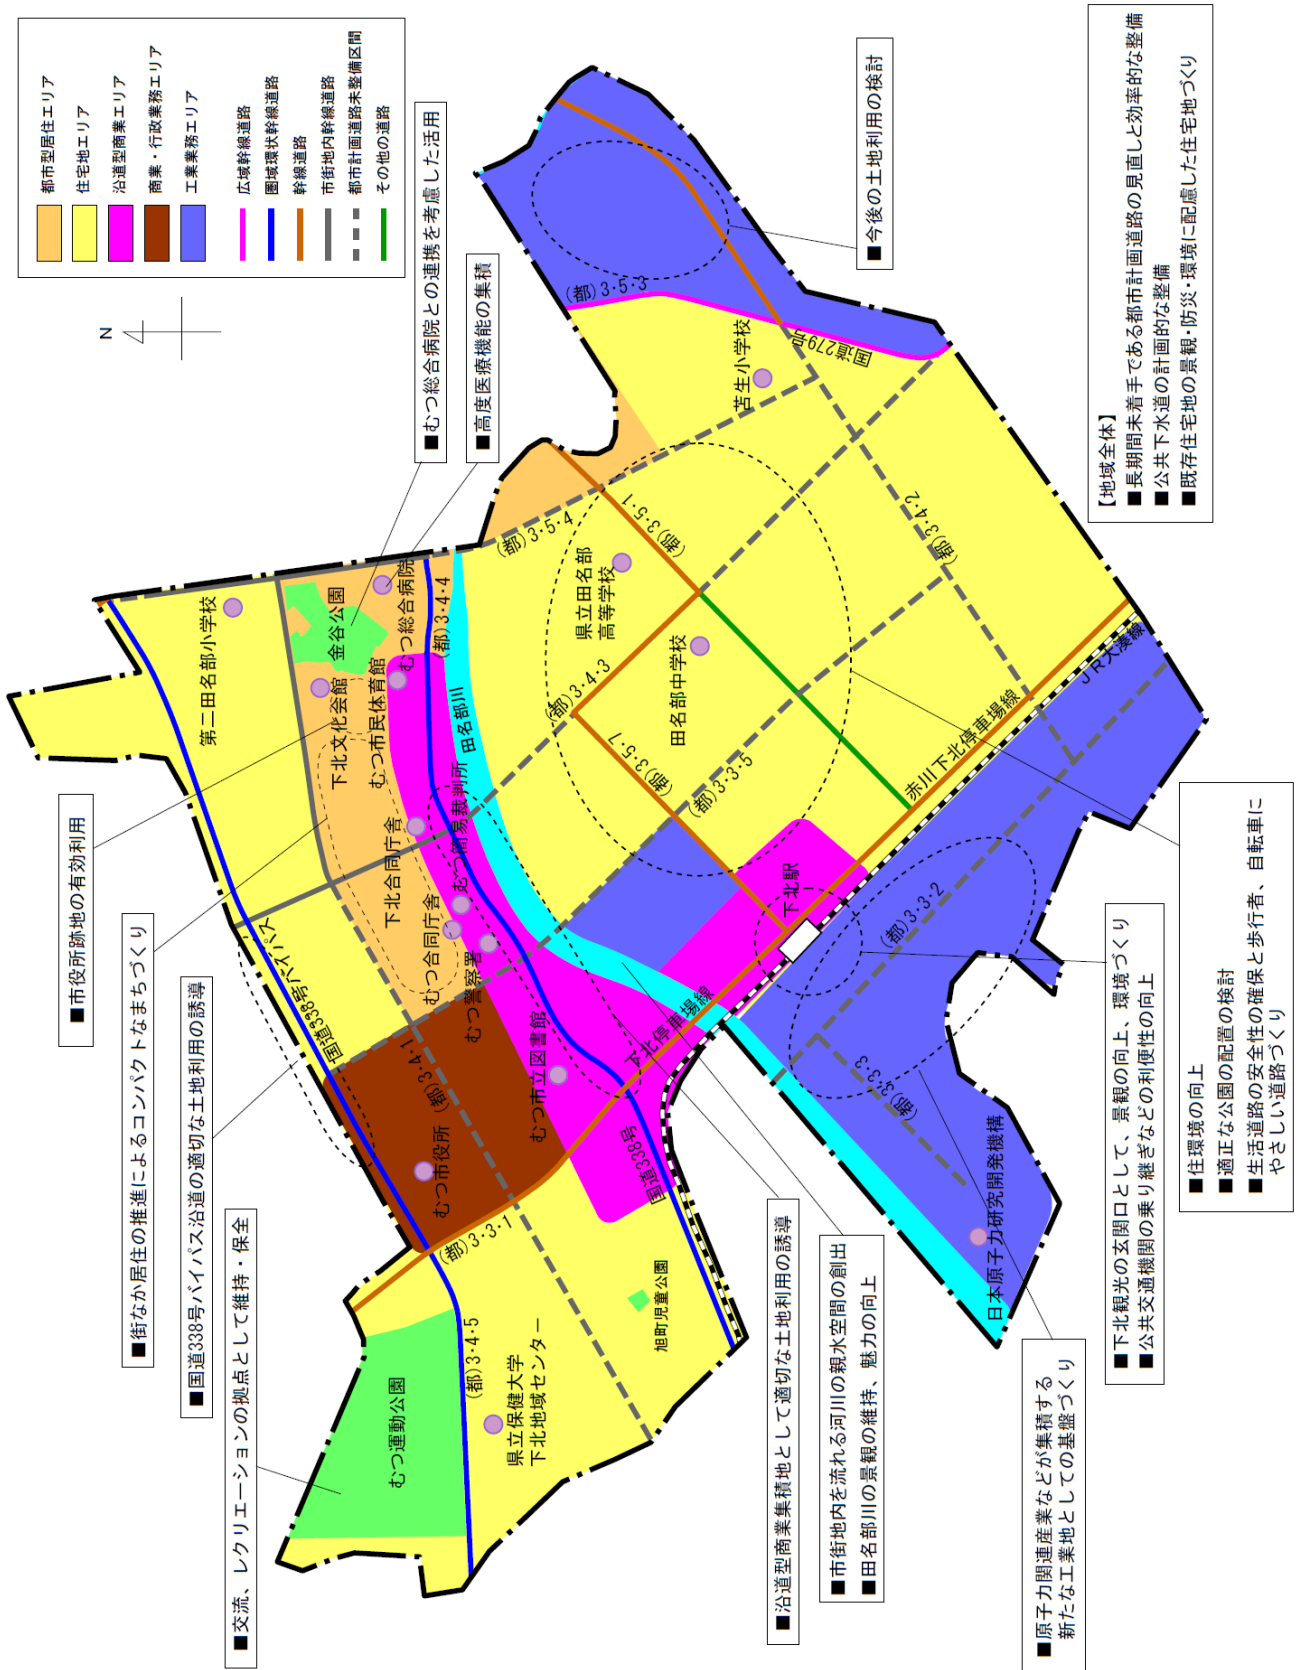 都市型居住エリア
住宅地エリア
沿道型商業エリア
商業・行政業務エリア
工業業務エリア
広域幹線道路
圏域環状幹線道路
幹線道路
市街地内幹線道路
都市計画道路未整備区間
その他の道路
N
■むつ総合病院との連携を考慮した活用
■高度医療機能の集積
■今後の土地利用の検討
【地域全体】
■長期間未着手である都市計画道路の見直しと効率的な整備
■公共下水道の計画的な整備
■既存住宅地の景観・防災・環境に配慮した住宅地づくり
■市役所跡地の有効利用
■街なか居住の推進によるコンパクトなまちづくり
■国道338号バイパス沿道の適切な土地利用の誘導
■交流、レクリエーションの拠点として維持・保全
■沿道型商業集積地として適切な土地利用の誘導
■市街地内を流れる河川の親水空間の創出
■田名部川の景観の維持、魅力の向上
■原子力関連産業などが集積する
新たな工業地としての基盤づくり
■下北観光の玄関口として、景観の向上、環境づくり
■公共交通機関の乗り継ぎなどの利便性の向上
■住環境の向上
■適正な公園の配置の検討
■生活道路の安全性の確保と歩行者、自転車に
やさしい道路づくり
第二田名部小学校
金谷公園
むつ総合病院
下北文化会館
むつ市民体育館
(都)3・4・4
田名部川
下北合同庁舎
むつ簡易裁判所
むつ合同庁舎
むつ警察署
国道338号バイパス
(都)3・4・1
むつ市役所
むつ市立図書館
国道338号
下北停車場線
(都)3・3・1
(都)3・4・5
むつ運動公園
県立保健大学
下北地域センター
旭町児童公園
(都)3・5・3
国道279号
苫生小学校
(都)3・5・4
(都)3・5・1
県立田名部
高等学校
田名部中学校
(都)3・4・3
(都)3・5・7
(都)3・3・5
(都)3・4・2
下北駅
赤川下北停車場線
JR大湊線
(都)3・3・2
(都)3・3・3
日本原子力研究開発機構